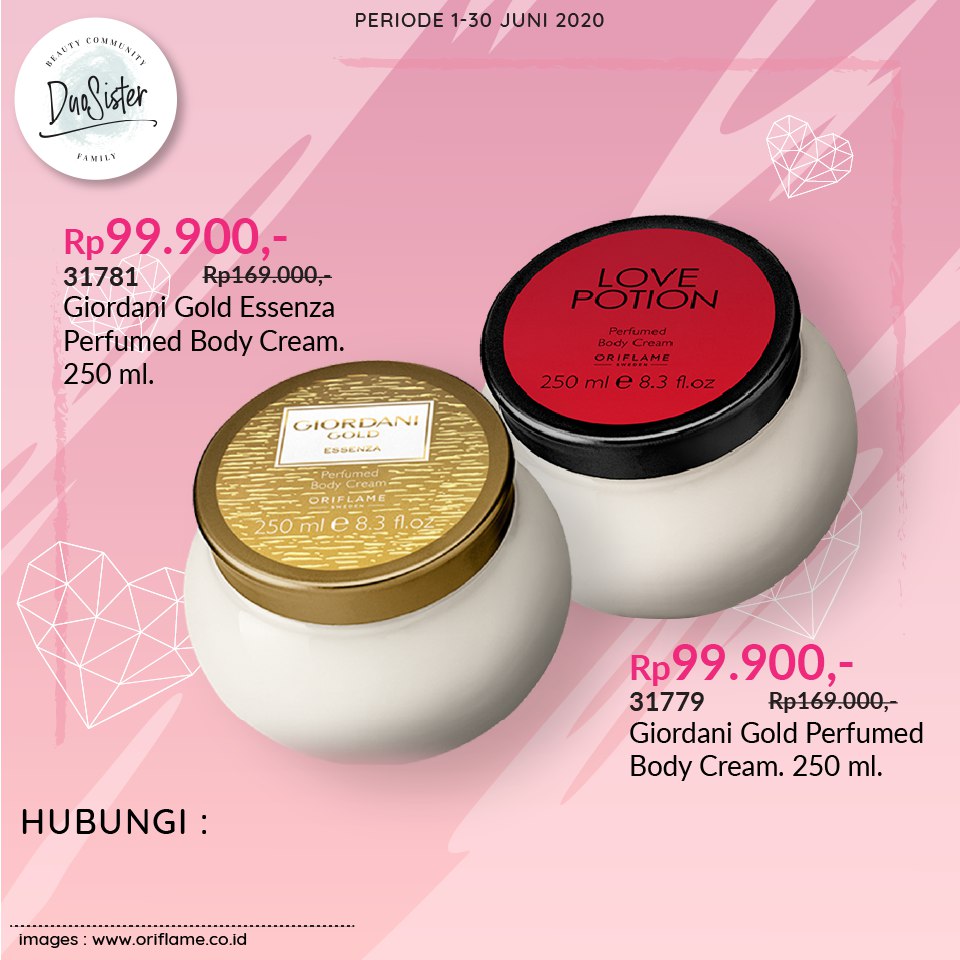 PERIODE 1-30 JUNI 2020
BEAUTY COMMUNITY
DuoSister
FAMILY
Rp99.900,-
31781 Rp169.000,-
Giordani Gold Essenza
Perfumed Body Cream.
250 ml.
LOVE
POTION
Perfumed
Body Cream
ORIFLAME
SWEDEN
250 ml e 8.3 fl.oz
GIORDANI
GOLD
ESSENZA
Perfumed
Body Cream
ORIFLAME
SWEDEN
250 ml e 8.3 fl.oz
Rp99.900,-
31779 Rp169.000,-
Giordani Gold Perfumed
Body Cream. 250 ml.
HUBUNGI :
images : www.oriflame.co.id